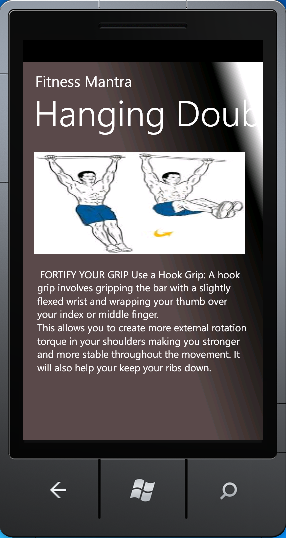 Fitness Mantra
Hanging Doub
FORTIFY YOUR GRIP Use a Hook Grip: A hook
grip involves gripping the bar with a slightly
flexed wrist and wrapping your thumb over
your index or middle finger.
This allows you to create more external rotation
torque in your shoulders making you stronger
and more stable throughout the movement. It
will also help your keep your ribs down.